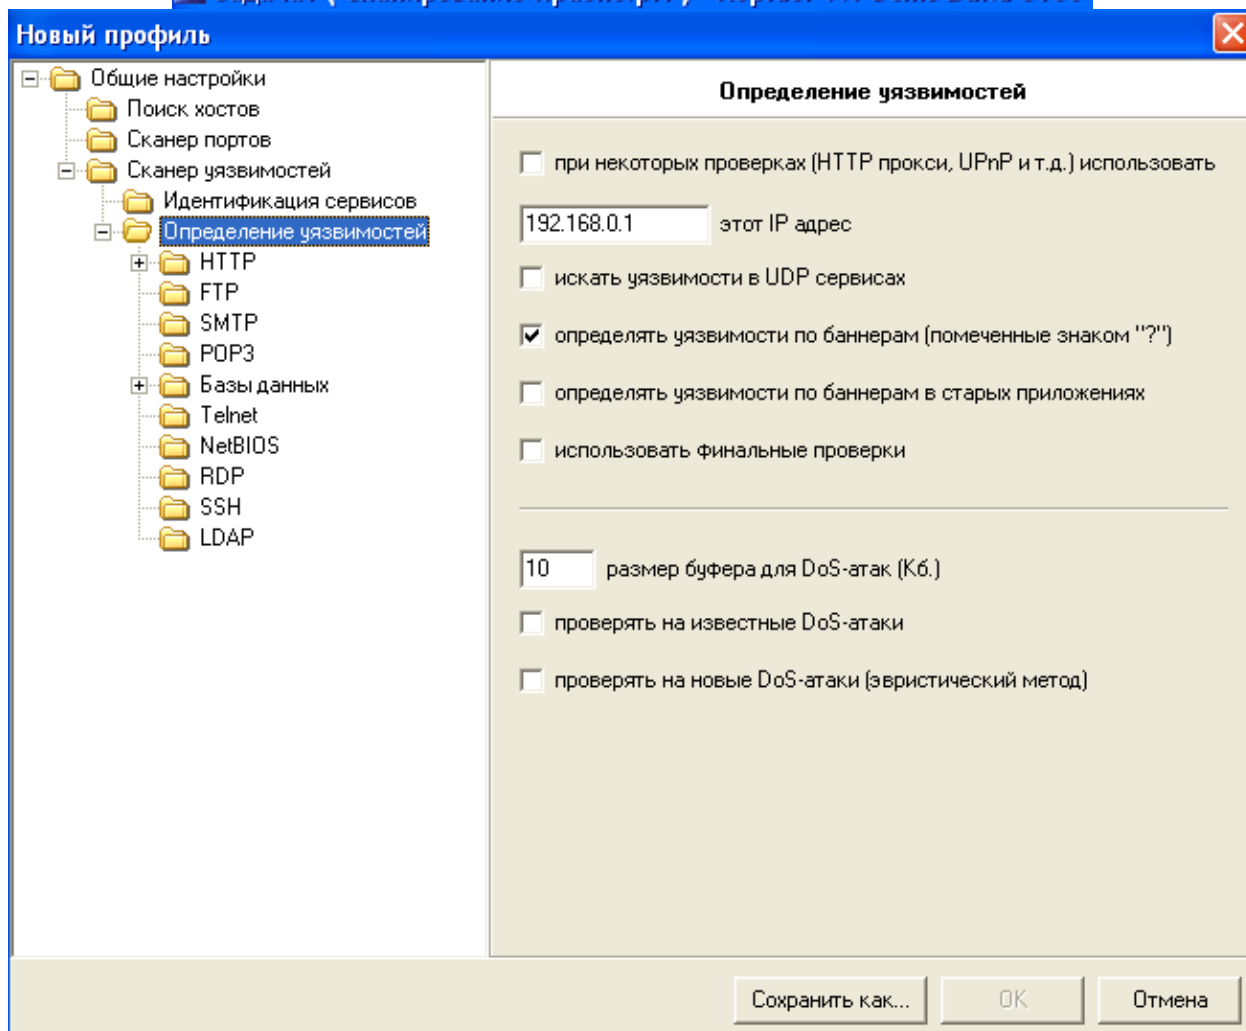 Новый профиль
Общие настройки
Поиск хостов
Сканер портов
Сканер уязвимостей
Идентификация сервисов
Определение уязвимостей
HTTP
FTP
SMTP
POP3
Базы данных
Telnet
NetBIOS
RDP
SSH
LDAP
Определение уязвимостей
при некоторых проверках (HTTP прокси, UPnP и т.д.) использовать
192.168.0.1 этот IP адрес
искать уязвимости в UDP сервисах
определять уязвимости по баннерам (помеченные знаком "?")
определять уязвимости по баннерам в старых приложениях
использовать финальные проверки
10 размер буфера для DoS-атак (Кб.)
проверять на известные DoS-атаки
проверять на новые DoS-атаки (эвристический метод)
Сохранить как... OK Отмена